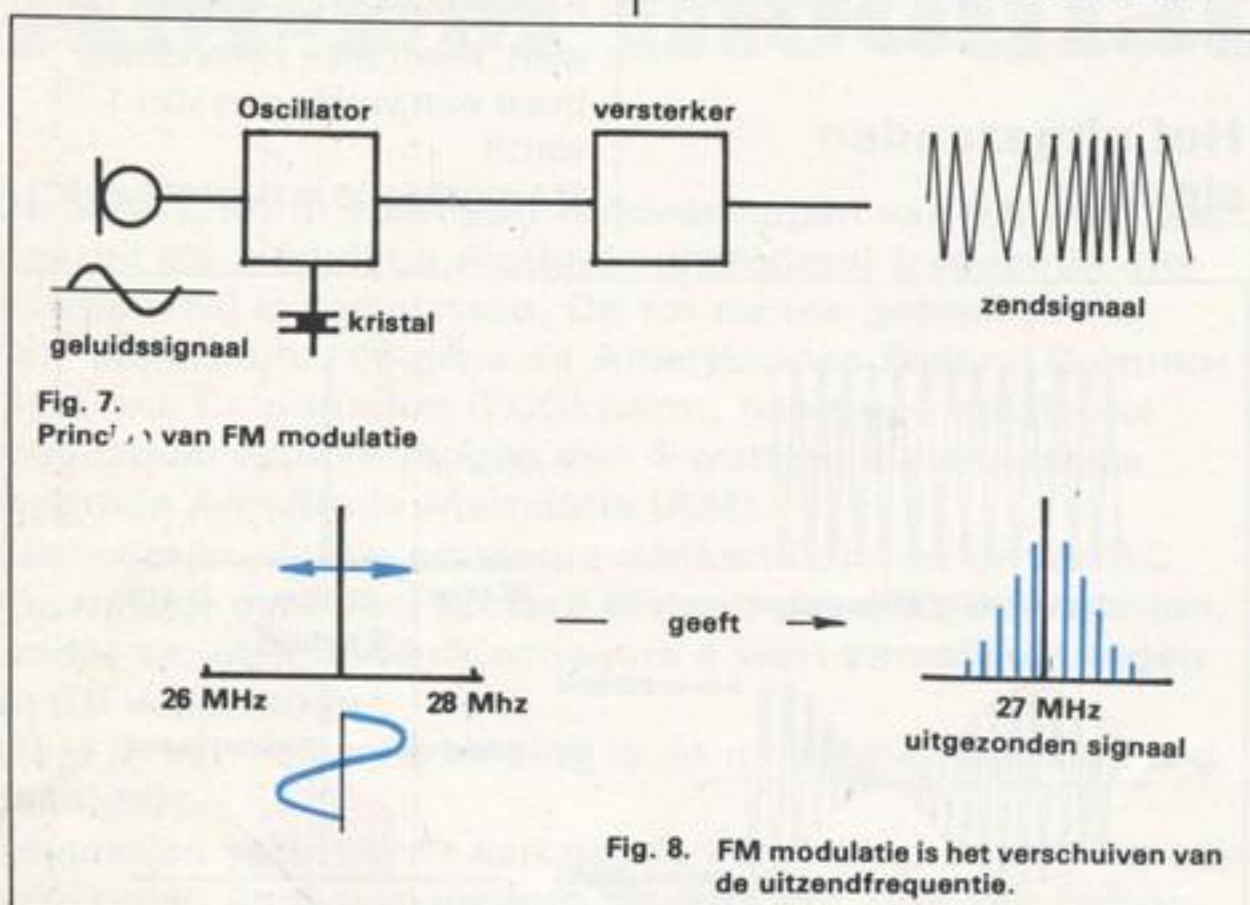 Oscillator
versterker
geluidssignaal
kristal
zendsignaal
Fig. 7.
van FM modulatie
26 MHz
28 Mhz
geeft
27 MHz
uitgezonden signaal
Fig. 8. FM modulatie is het verschuiven van
de uitzendfrequentie.